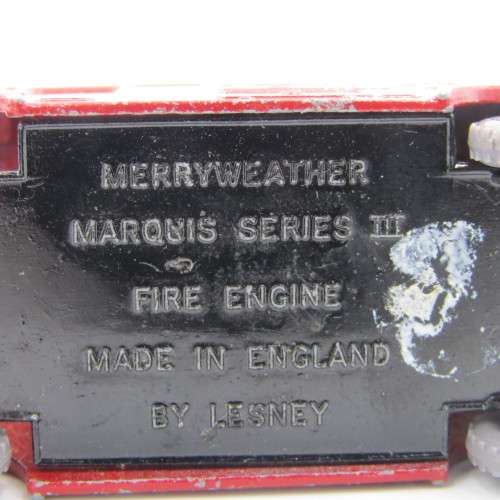 MERRYWEATHER
MARQUIS SERIES III
FIRE ENGINE
MADE IN ENGLAND
BY LESNEY